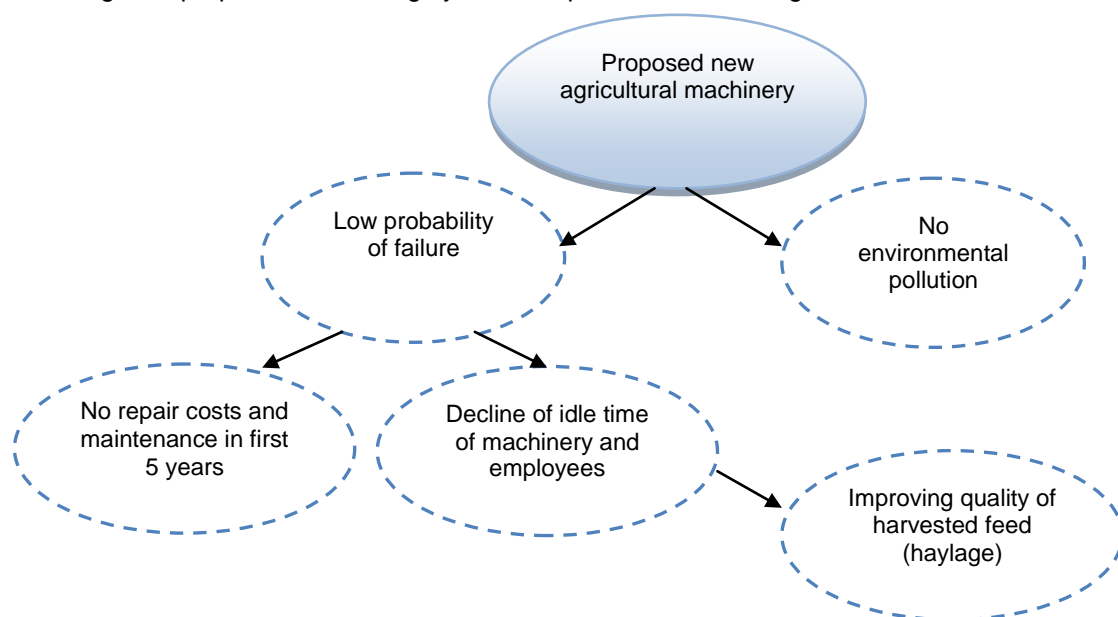 Proposed new
agricultural machinery
Low probability
of failure
No
environmental
pollution
No repair costs and
maintenance in first
5 years
Decline of idle time
of machinery and
employees
Improving quality of
harvested feed
(haylage)